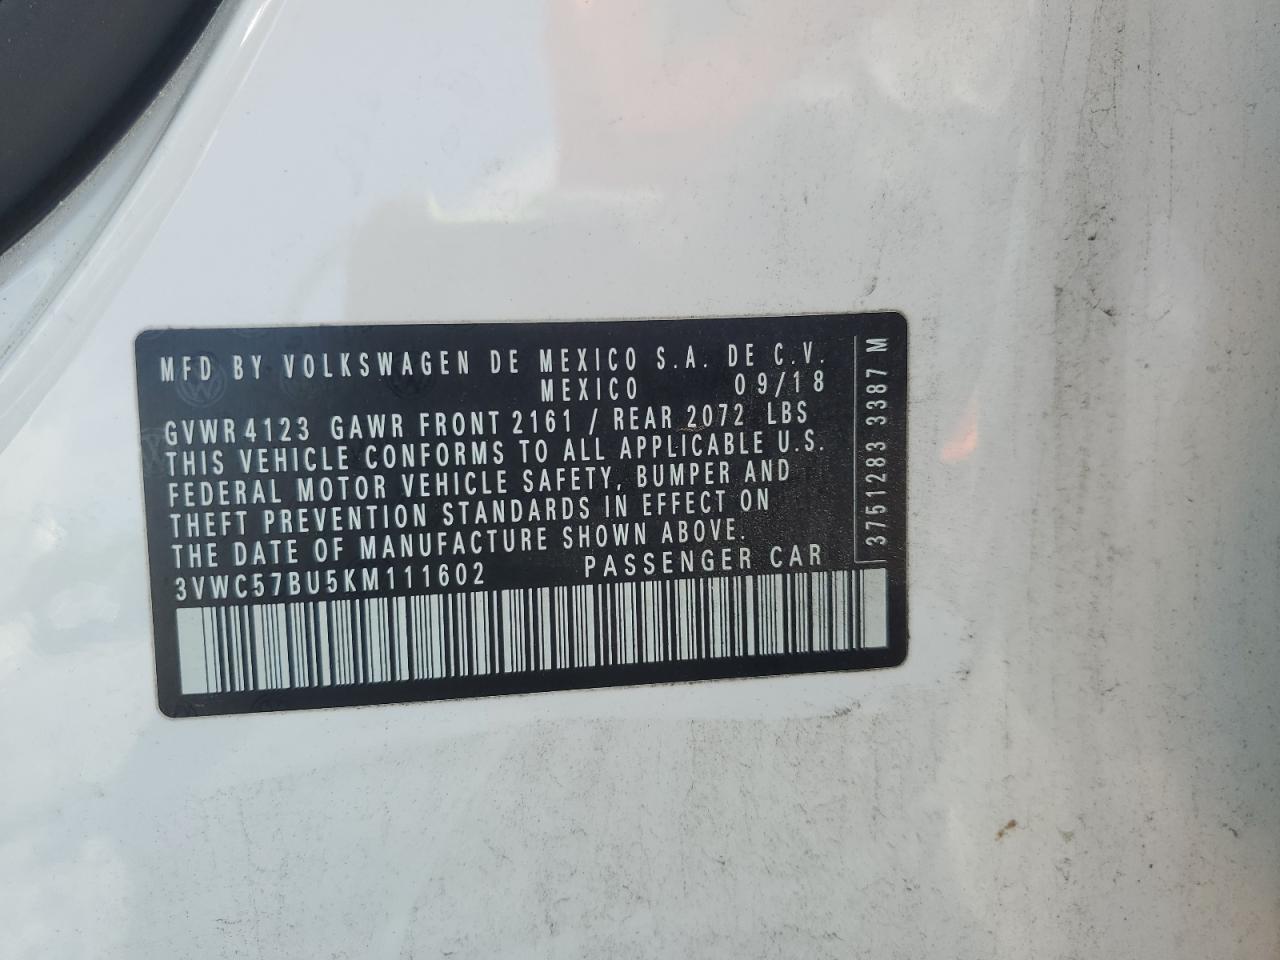 MFD BY VOLKSWAGEN DE MEXICO S.A. DE C.V.
MEXICO 09/18
GVWR 4123 GAWR FRONT 2161 / REAR 2072 LBS
THIS VEHICLE CONFORMS TO ALL APPLICABLE U.S.
FEDERAL MOTOR VEHICLE SAFETY, BUMPER AND
THEFT PREVENTION STANDARDS IN EFFECT ON
THE DATE OF MANUFACTURE SHOWN ABOVE.
3VWC57BU5KM111602 PASSENGER CAR
3751283 3387 M